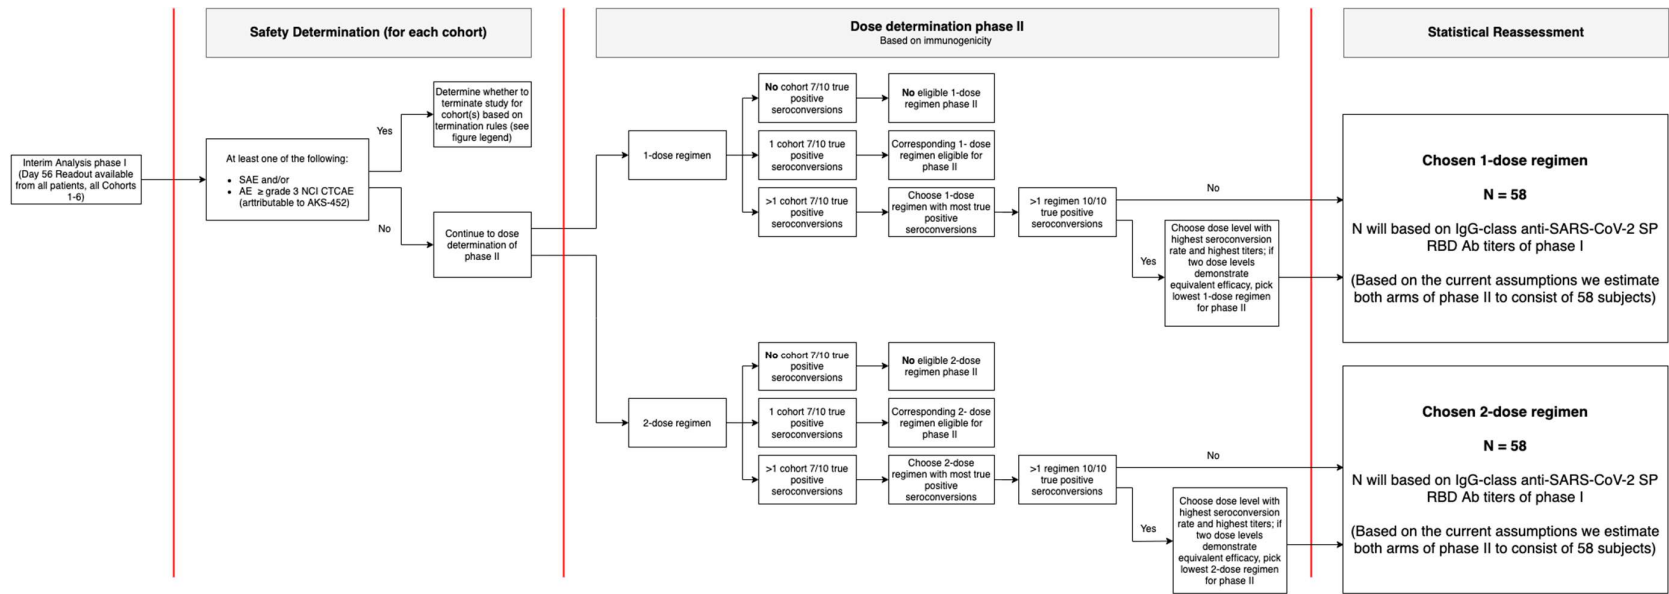 Safety Determination (for each cohort)
Dose determination phase II
Based on immunogenicity
Statistical Reassessment
Interim Analysis phase I
(Day 56 Readout available
from all patients, all Cohorts
1-6)
At least one of the following:
• SAE and/or
• AE ≥ grade 3 NCI CTCAE
(arttributable to AKS-452)
Yes
Determine whether to
terminate study for
cohort(s) based on
termination rules (see
figure legend)
No
Continue to dose
determination of
phase II
1-dose regimen
No cohort 7/10 true
positive
seroconversions
No eligible 1-dose
regimen phase II
1 cohort 7/10 true
positive
seroconversions
Corresponding 1- dose
regimen eligible for
phase II
>1 cohort 7/10 true
positive
seroconversions
Choose 1-dose
regimen with most true
positive
seroconversions
>1 regimen 10/10
true positive
seroconversions
No
Yes
Choose dose level with
highest seroconversion
rate and highest titers; if
two dose levels
demonstrate
equivalent efficacy, pick
lowest 1-dose regimen
for phase II
Chosen 1-dose regimen
N = 58
N will based on IgG-class anti-SARS-CoV-2 SP
RBD Ab titers of phase I
(Based on the current assumptions we estimate
both arms of phase II to consist of 58 subjects)
2-dose regimen
No cohort 7/10 true
positive
seroconversions
No eligible 2-dose
regimen phase II
1 cohort 7/10 true
positive
seroconversions
Corresponding 2- dose
regimen eligible for
phase II
>1 cohort 7/10 true
positive
seroconversions
Choose 2-dose
regimen with most true
positive
seroconversions
>1 regimen 10/10
true positive
seroconversions
No
Yes
Choose dose level with
highest seroconversion
rate and highest titers; if
two dose levels
demonstrate
equivalent efficacy, pick
lowest 2-dose regimen
for phase II
Chosen 2-dose regimen
N = 58
N will based on IgG-class anti-SARS-CoV-2 SP
RBD Ab titers of phase I
(Based on the current assumptions we estimate
both arms of phase II to consist of 58 subjects)